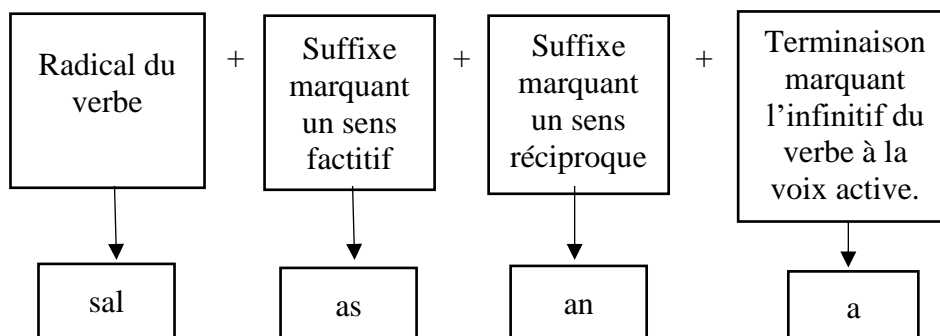 Radical du
verbe
+
Suffixe
marquant
un sens
factitif
+
Suffixe
marquant
un sens
réciproque
+
Terminaison
marquant
l’infinitif du
verbe à la
voix active.
sal
as
an
a